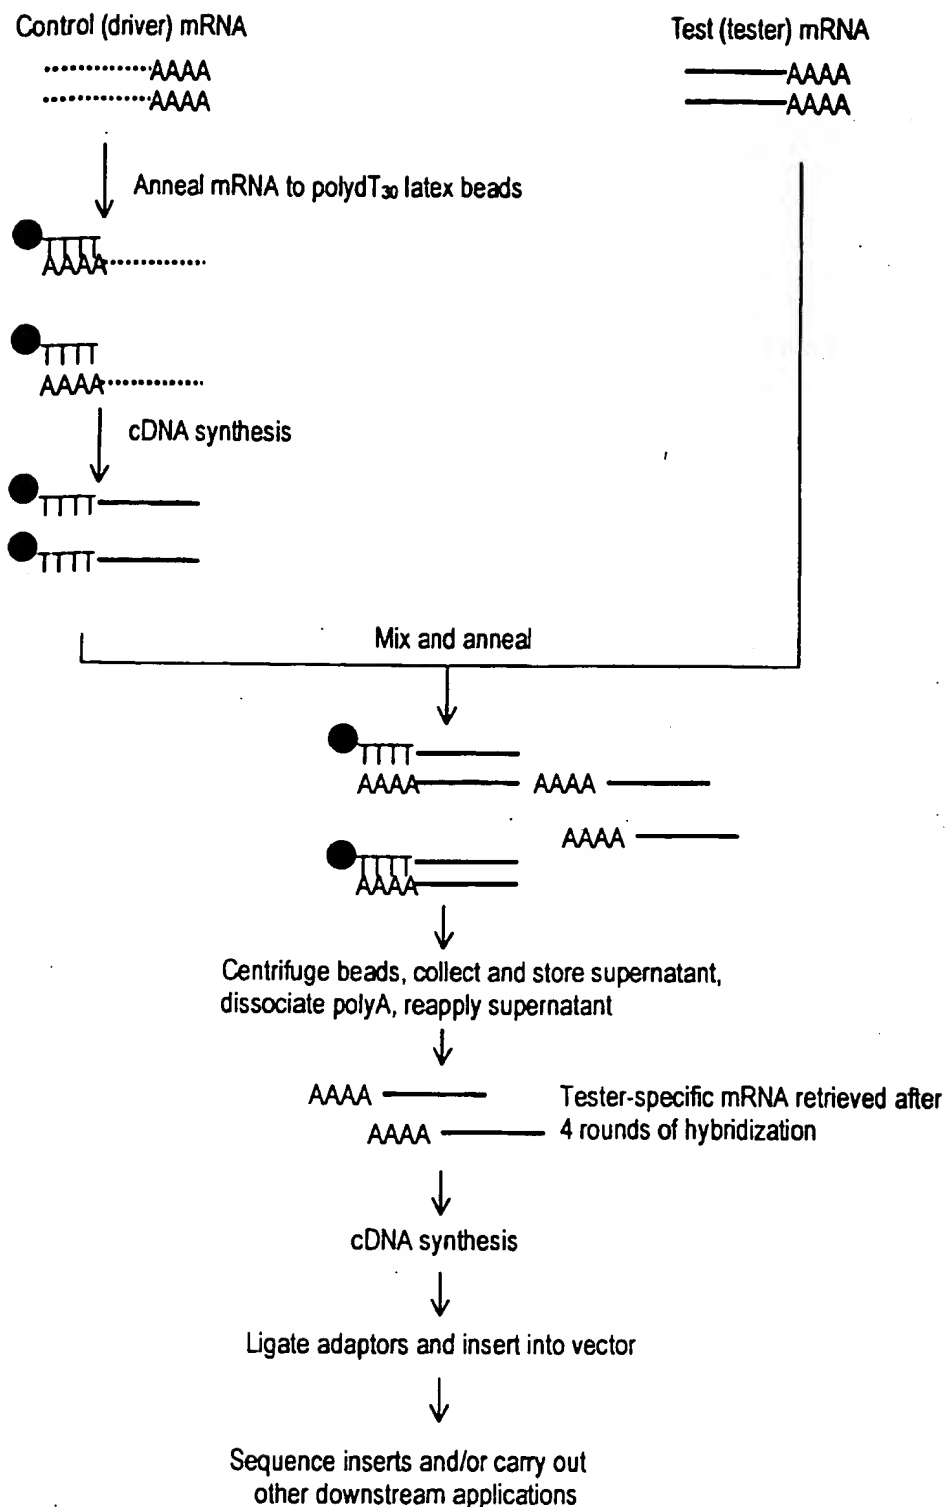 Control (driver) mRNA
Test (tester) mRNA
AAAA
AAAA
AAAA
AAAA
Anneal mRNA to polydT30 latex beads
TTTT
AAAA
TTTT
AAAA
cDNA synthesis
TTTT
TTTT
Mix and anneal
TTTT
AAAA AAAA
AAAA
TTTT
AAAA
Centrifuge beads, collect and store supernatant,
dissociate polyA, reapply supernatant
AAAA
AAAA
Tester-specific mRNA retrieved after
4 rounds of hybridization
cDNA synthesis
Ligate adaptors and insert into vector
Sequence inserts and/or carry out
other downstream applications